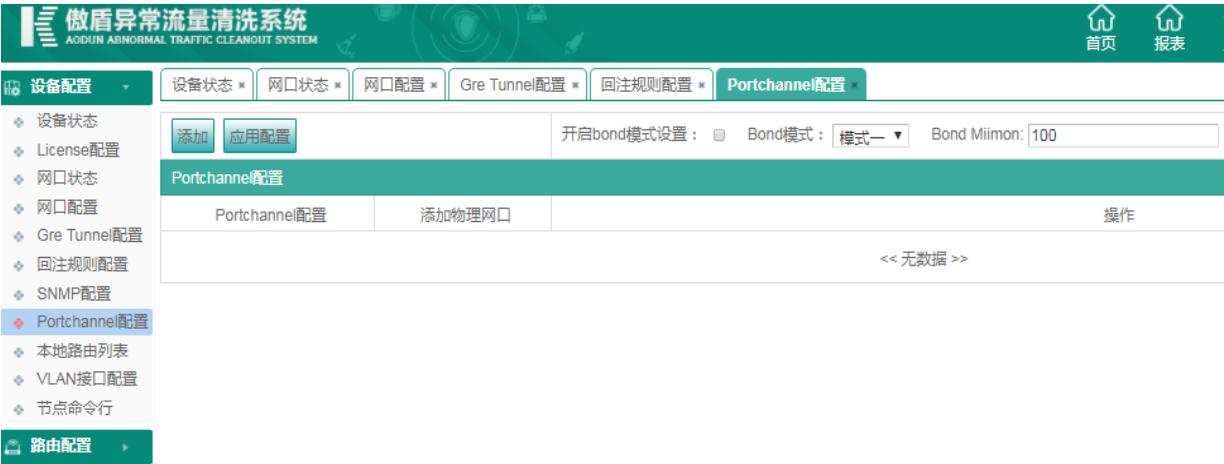 傲盾异常流量清洗系统
AODUN ABNORMAL TRAFFIC CLEANOUT SYSTEM
首页 报表
设备配置
设备状态 网口状态 网口配置 Gre Tunnel配置 回注规则配置 Portchannel配置
设备状态
License配置
网口状态
网口配置
Gre Tunnel配置
回注规则配置
SNMP配置
Portchannel配置
本地路由列表
VLAN接口配置
节点命令行
路由配置
添加 应用配置 开启bond模式设置： Bond模式： 模式一 Bond Miimon: 100
Portchannel配置
Portchannel配置 添加物理网口 操作
<< 无数据 >>